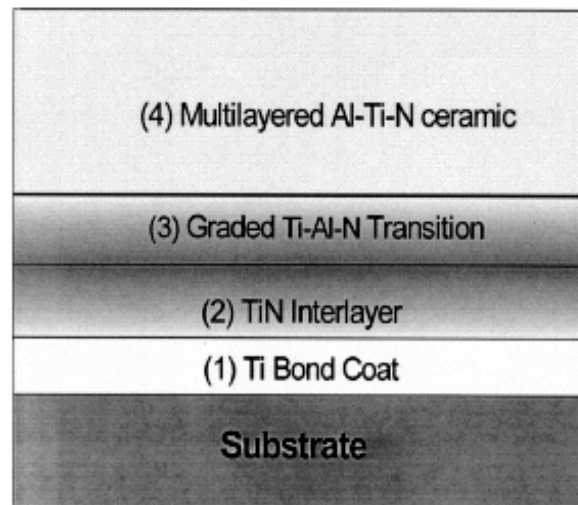 (4) Multilayered Al-Ti-N ceramic
(3) Graded Ti-Al-N Transition
(2) TiN Interlayer
(1) Ti Bond Coat
Substrate